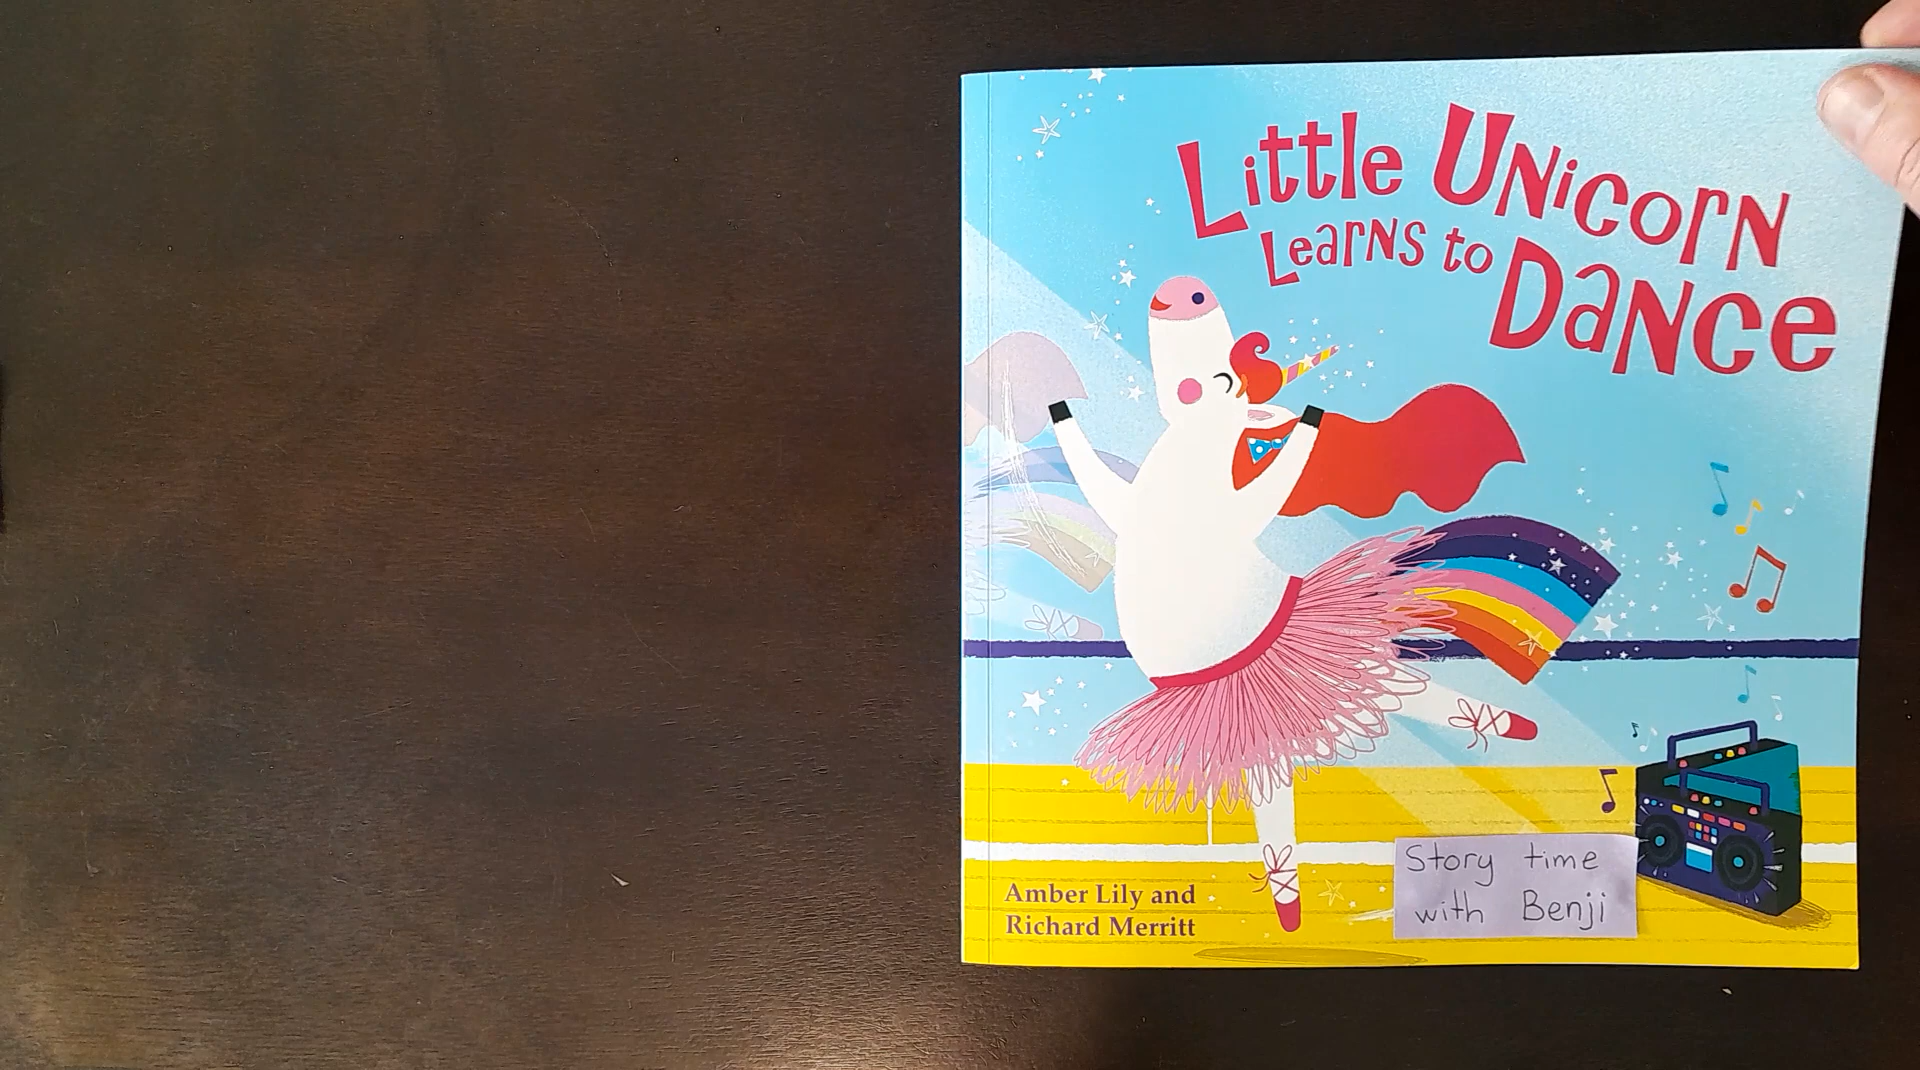 Little Unicorn
Learns to
Dance
Amber Lily and
Richard Merritt
Story time
with Benji